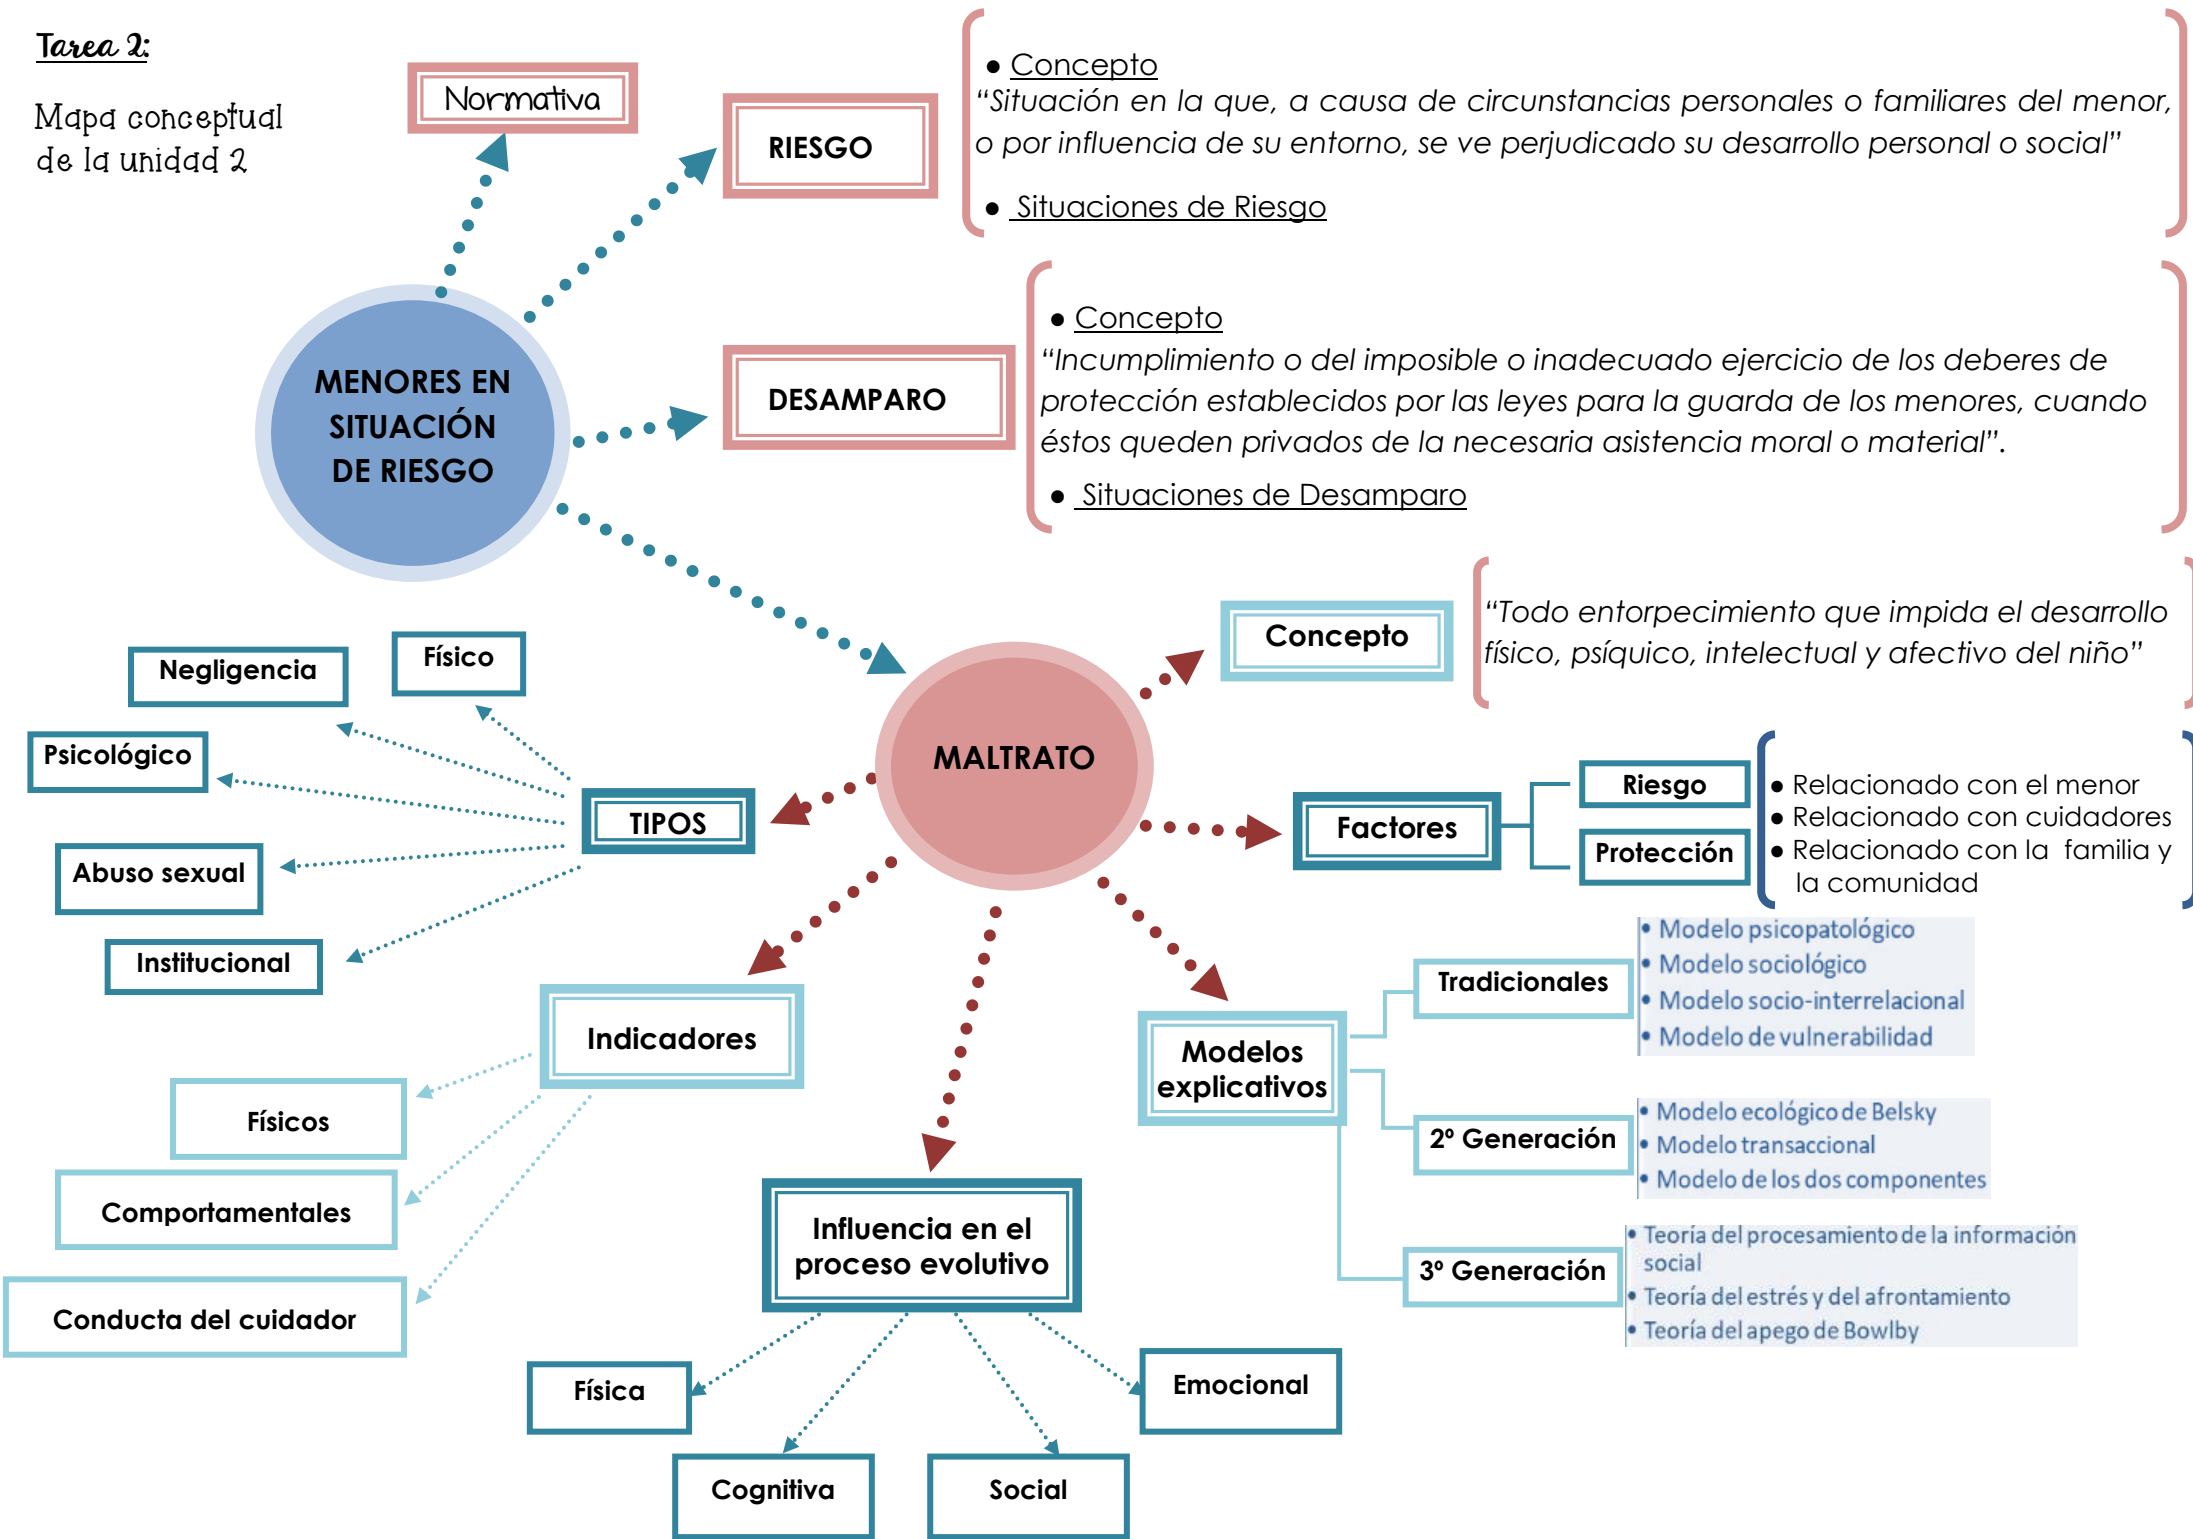 Tarea 2:
Mapa conceptual
de la unidad 2
Normativa
RIESGO
● Concepto
“Situación en la que, a causa de circunstancias personales o familiares del menor,
o por influencia de su entorno, se ve perjudicado su desarrollo personal o social”
● Situaciones de Riesgo
MENORES EN
SITUACIÓN
DE RIESGO
DESAMPARO
● Concepto
“Incumplimiento o del imposible o inadecuado ejercicio de los deberes de
protección establecidos por las leyes para la guarda de los menores, cuando
éstos queden privados de la necesaria asistencia moral o material”.
● Situaciones de Desamparo
MALTRATO
Concepto
“Todo entorpecimiento que impida el desarrollo
físico, psíquico, intelectual y afectivo del niño”
Factores
Riesgo
Protección
● Relacionado con el menor
● Relacionado con cuidadores
● Relacionado con la familia y
la comunidad
TIPOS
Físico
Negligencia
Psicológico
Abuso sexual
Institucional
Indicadores
Físicos
Comportamentales
Conducta del cuidador
Influencia en el
proceso evolutivo
Física
Cognitiva
Social
Emocional
Modelos
explicativos
Tradicionales
• Modelo psicopatológico
• Modelo sociológico
• Modelo socio-interrelacional
• Modelo de vulnerabilidad
2º Generación
• Modelo ecológico de Belsky
• Modelo transaccional
• Modelo de los dos componentes
3º Generación
• Teoría del procesamiento de la información
social
• Teoría del estrés y del afrontamiento
• Teoría del apego de Bowlby